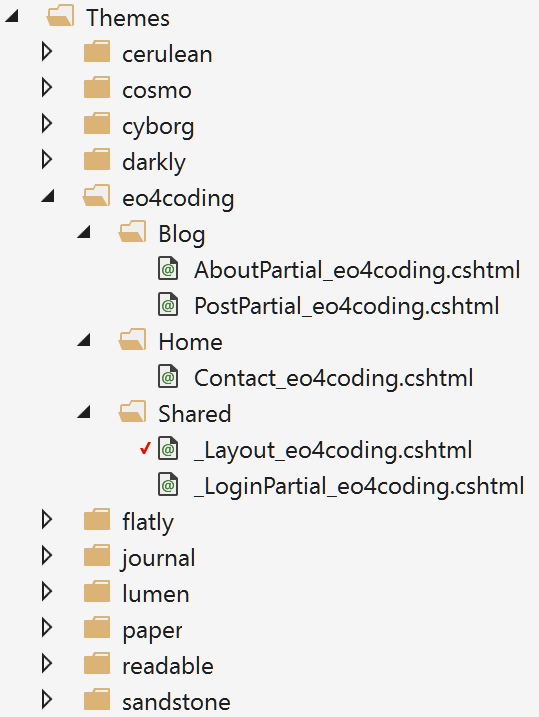 Themes
cerulean
cosmo
cyborg
darkly
eo4coding
Blog
AboutPartial_eo4coding.cshtml
PostPartial_eo4coding.cshtml
Home
Contact_eo4coding.cshtml
Shared
_Layout_eo4coding.cshtml
_LoginPartial_eo4coding.cshtml
flatly
journal
lumen
paper
readable
sandstone